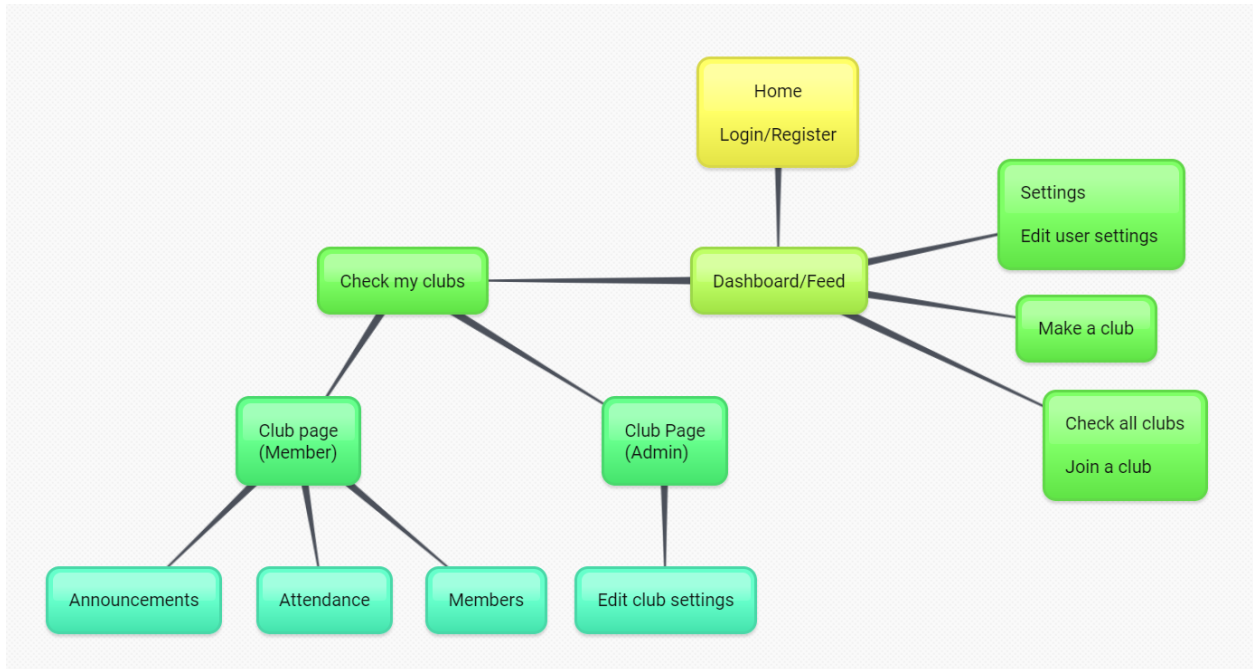 Home
Login/Register
Settings
Edit user settings
Check my clubs
Dashboard/Feed
Make a club
Check all clubs
Join a club
Club page
(Member)
Club Page
(Admin)
Announcements
Attendance
Members
Edit club settings